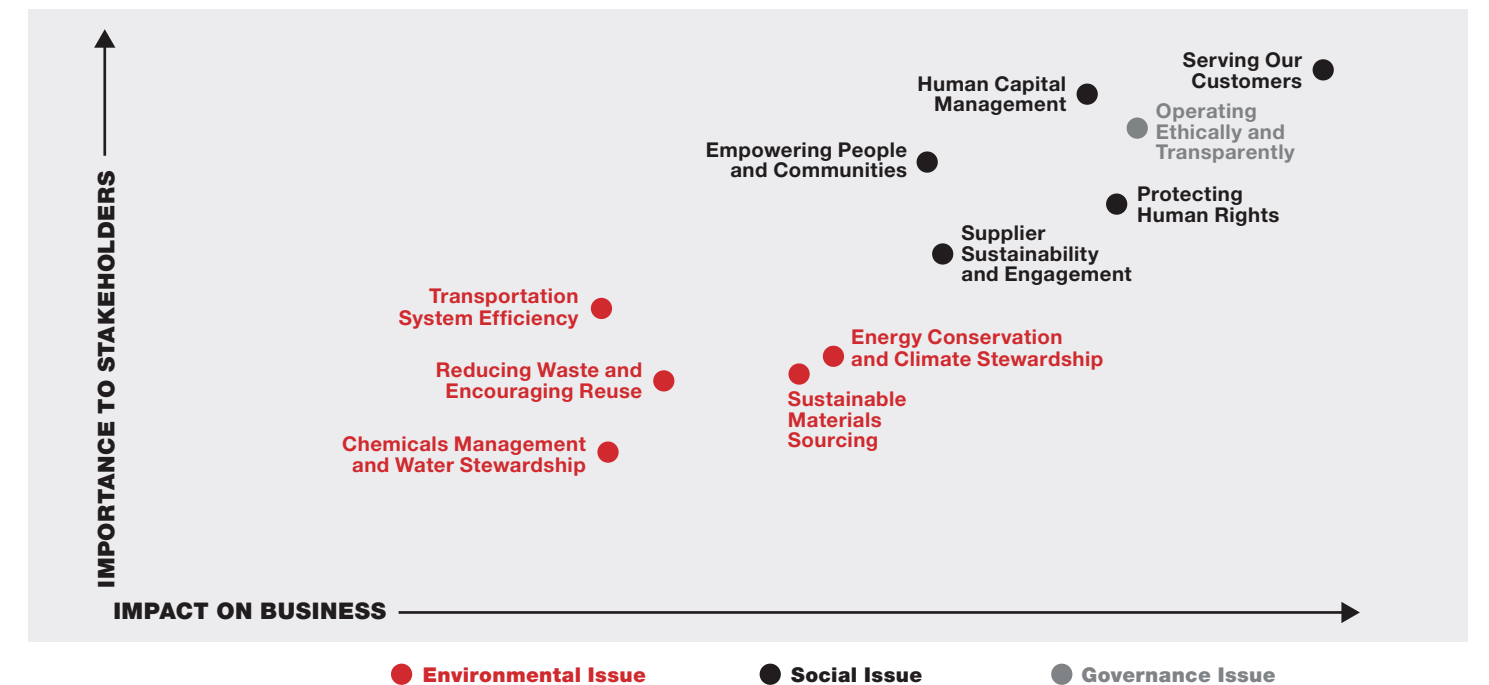 Serving Our
Customers
Human Capital
Management
Operating
Ethically and
Transparently
Empowering People
and Communities
Protecting
Human Rights
Supplier
Sustainability
and Engagement
Transportation
System Efficiency
Energy Conservation
and Climate Stewardship
Reducing Waste and
Encouraging Reuse
Sustainable
Materials
Sourcing
Chemicals Management
and Water Stewardship
IMPORTANCE TO STAKEHOLDERS
IMPACT ON BUSINESS
Environmental Issue
Social Issue
Governance Issue